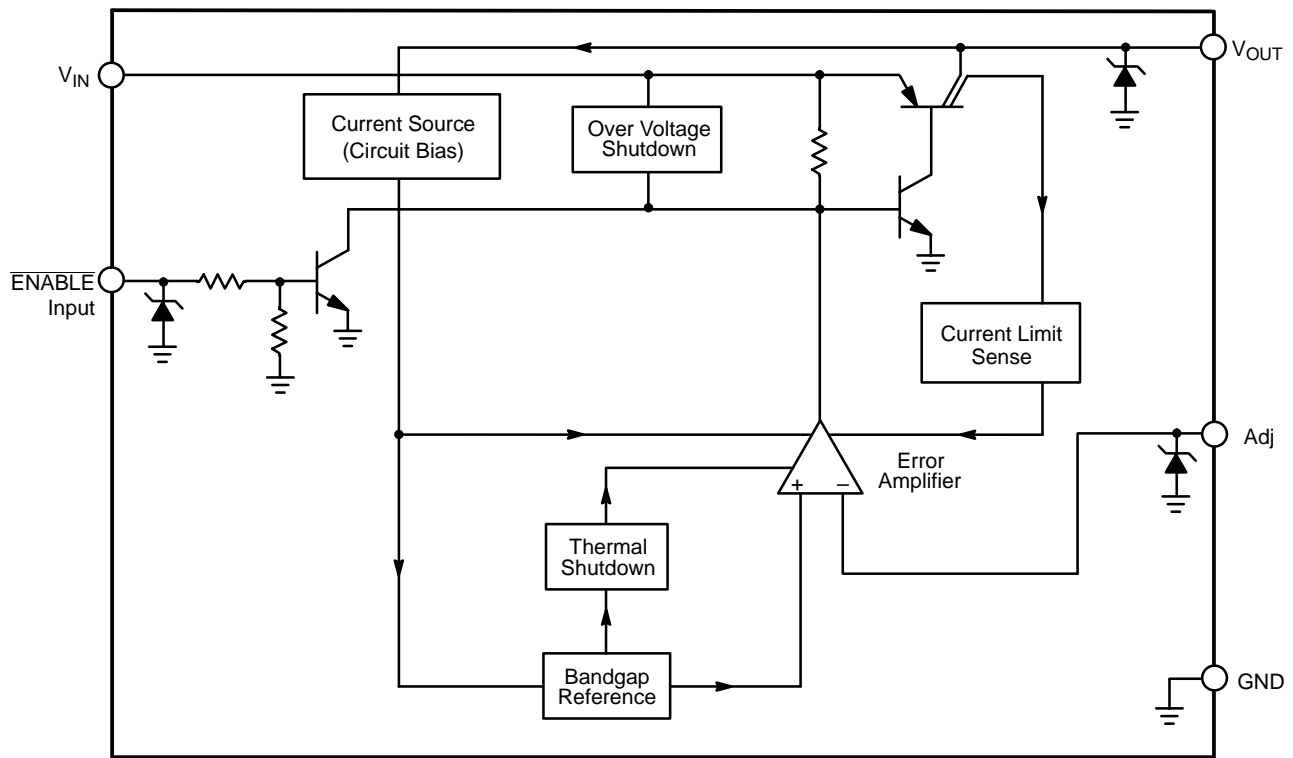 V_OUT
V_IN
Current Source
(Circuit Bias)
Over Voltage
Shutdown
ENABLE
Input
Current Limit
Sense
Adj
Error
Amplifier
+ −
Thermal
Shutdown
Bandgap
Reference
GND